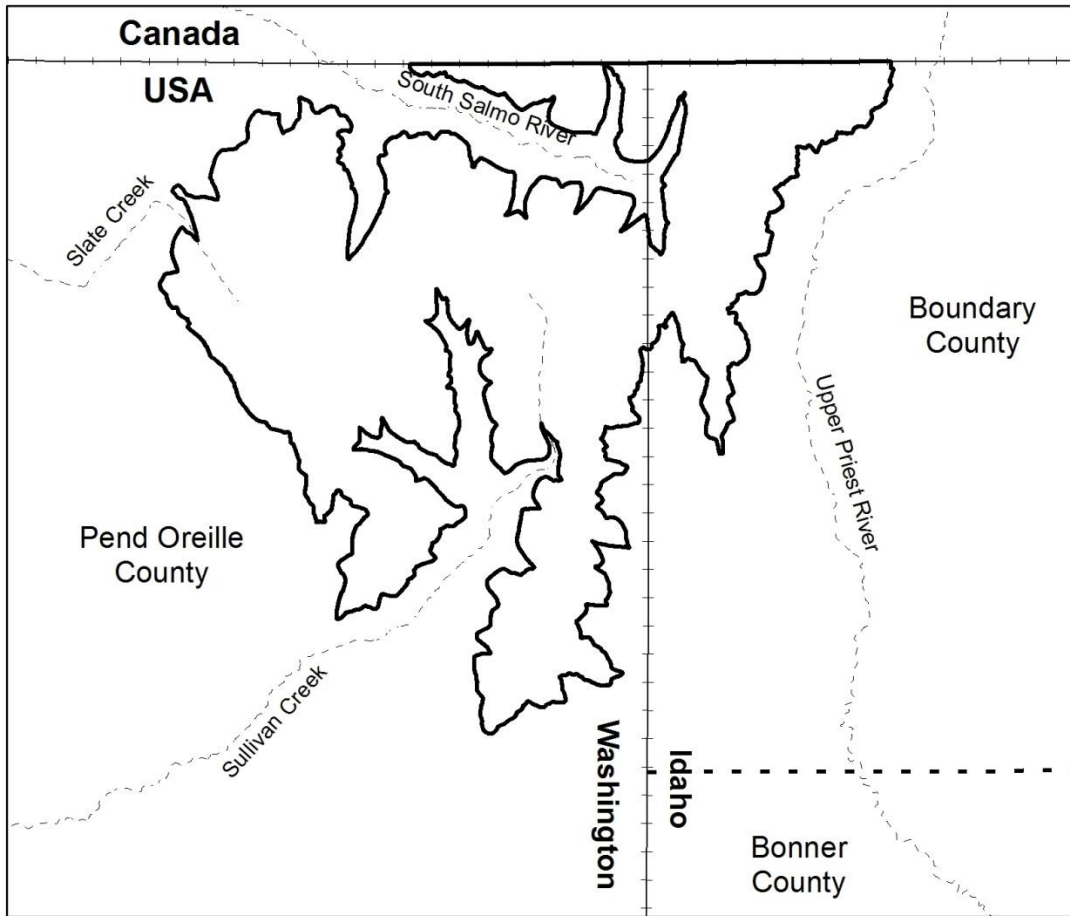 Canada
USA
South Salmo River
Slate Creek
Boundary
County
Upper Priest River
Pend Oreille
County
Sullivan Creek
Washington
Idaho
Bonner
County